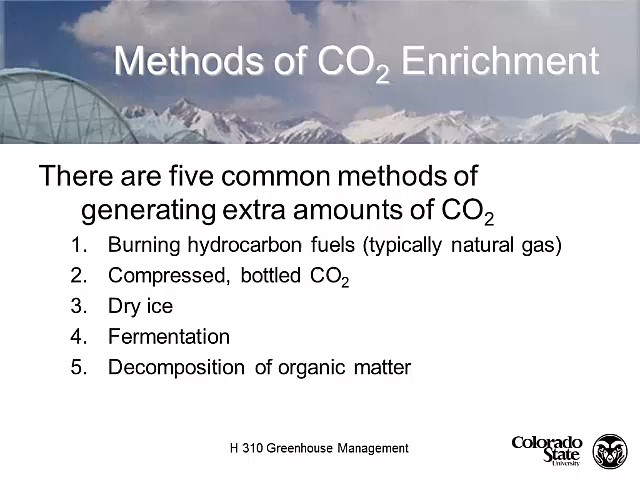 Methods of CO₂ Enrichment
There are five common methods of
generating extra amounts of CO₂
1. Burning hydrocarbon fuels (typically natural gas)
2. Compressed, bottled CO₂
3. Dry ice
4. Fermentation
5. Decomposition of organic matter
H 310 Greenhouse Management
Colorado
State
University